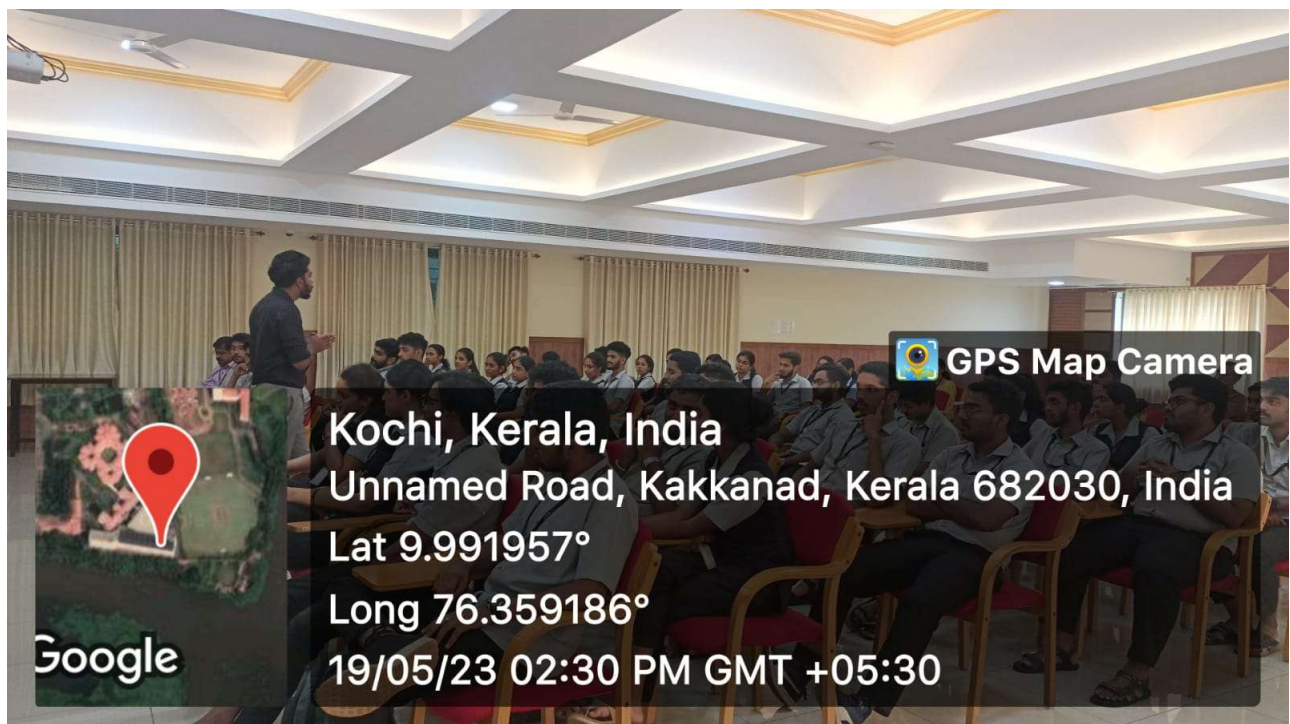 GPS Map Camera
Kochi, Kerala, India
Unnamed Road, Kakkanad, Kerala 682030, India
Lat 9.991957°
Long 76.359186°
19/05/23 02:30 PM GMT +05:30
Google